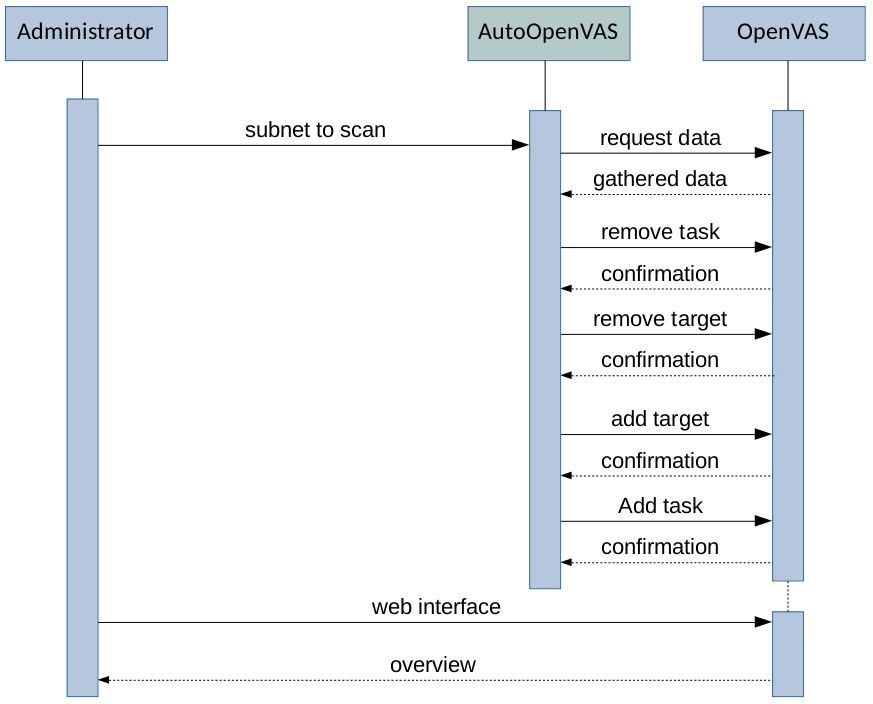 Administrator
AutoOpenVAS
OpenVAS
subnet to scan
request data
gathered data
remove task
confirmation
remove target
confirmation
add target
confirmation
Add task
confirmation
web interface
overview